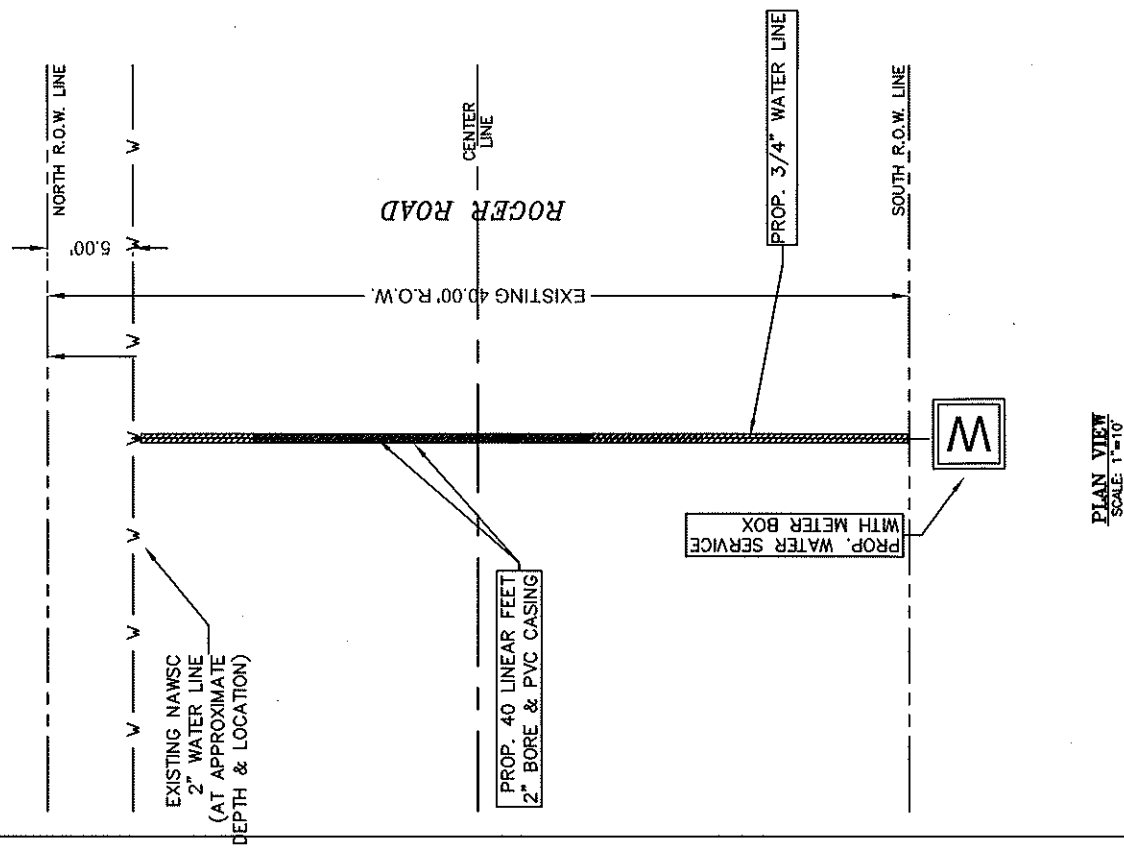 NORTH R.O.W. LINE
5.00'
W
W
W
W
W
W
W
CENTER
LINE
ROGER ROAD
EXISTING 40.00' R.O.W.
PROP. 3/4" WATER LINE
SOUTH R.O.W. LINE
EXISTING NAWSC
2" WATER LINE
(AT APPROXIMATE
DEPTH & LOCATION)
PROP. 40 LINEAR FEET
2" BORE & PVC CASING
PROP. WATER SERVICE
WITH METER BOX
W
PLAN VIEW
SCALE: 1"=10'